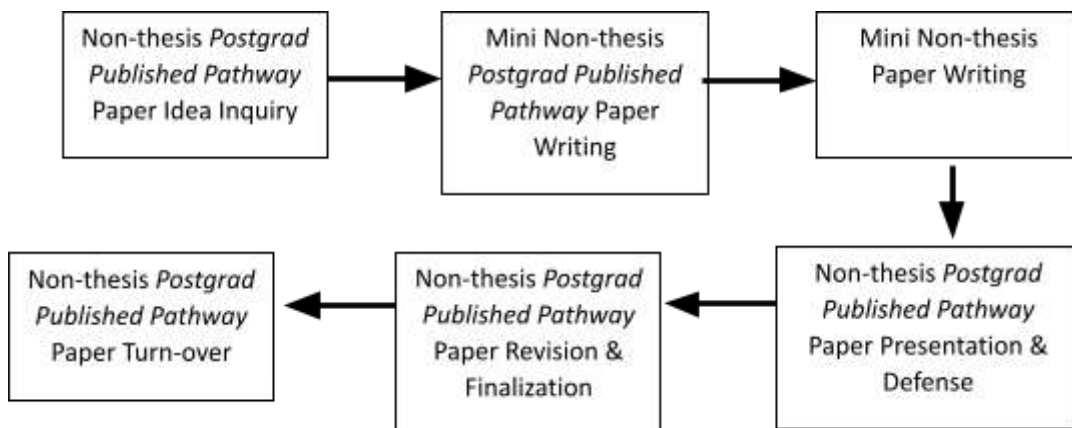 Non-thesis Postgrad
Published Pathway
Paper Idea Inquiry
Mini Non-thesis
Postgrad Published
Pathway Paper
Writing
Mini Non-thesis
Paper Writing
Non-thesis Postgrad
Published Pathway
Paper Presentation &
Defense
Non-thesis Postgrad
Published Pathway
Paper Revision &
Finalization
Non-thesis Postgrad
Published Pathway
Paper Turn-over